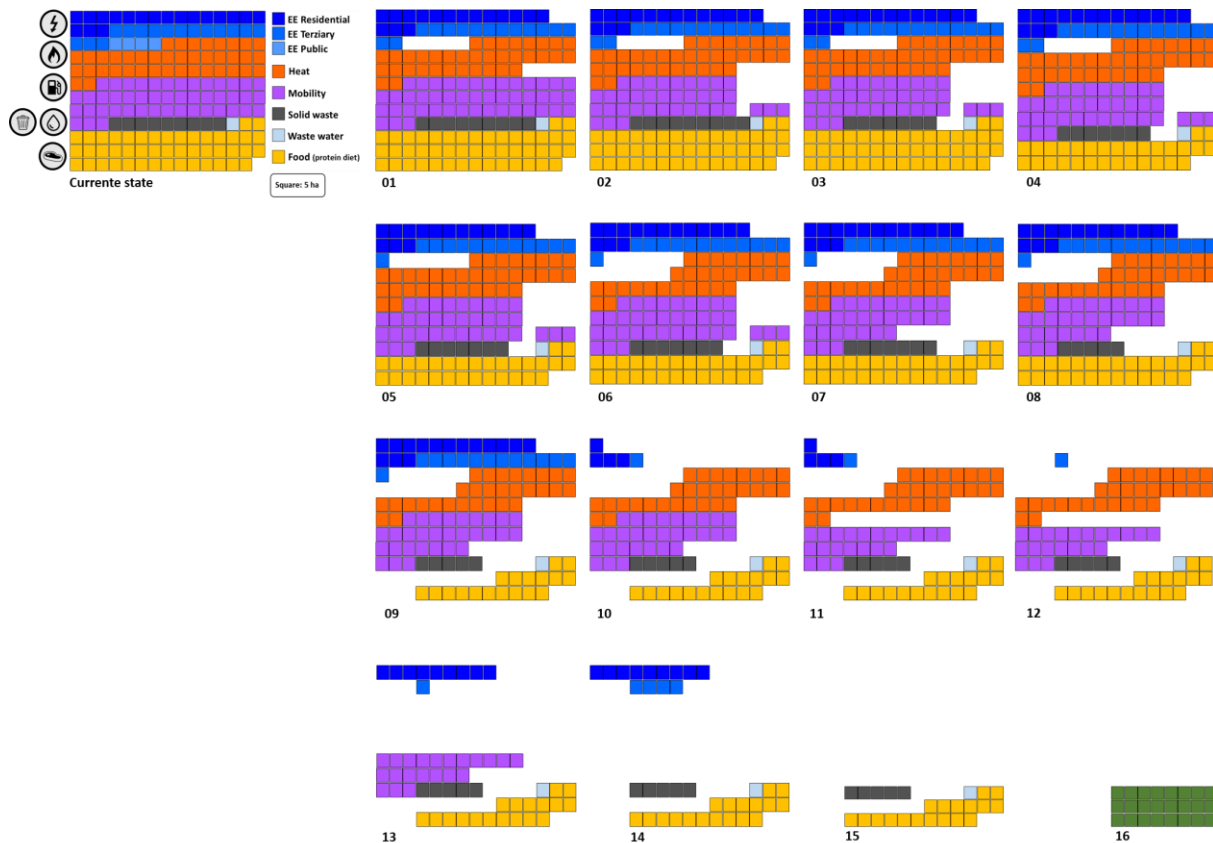 EE Residential
EE Terziary
EE Public
Heat
Mobility
Solid waste
Waste water
Food (protein diet)
Currente state
Square: 5 ha
01
02
03
04
05
06
07
08
09
10
11
12
13
14
15
16